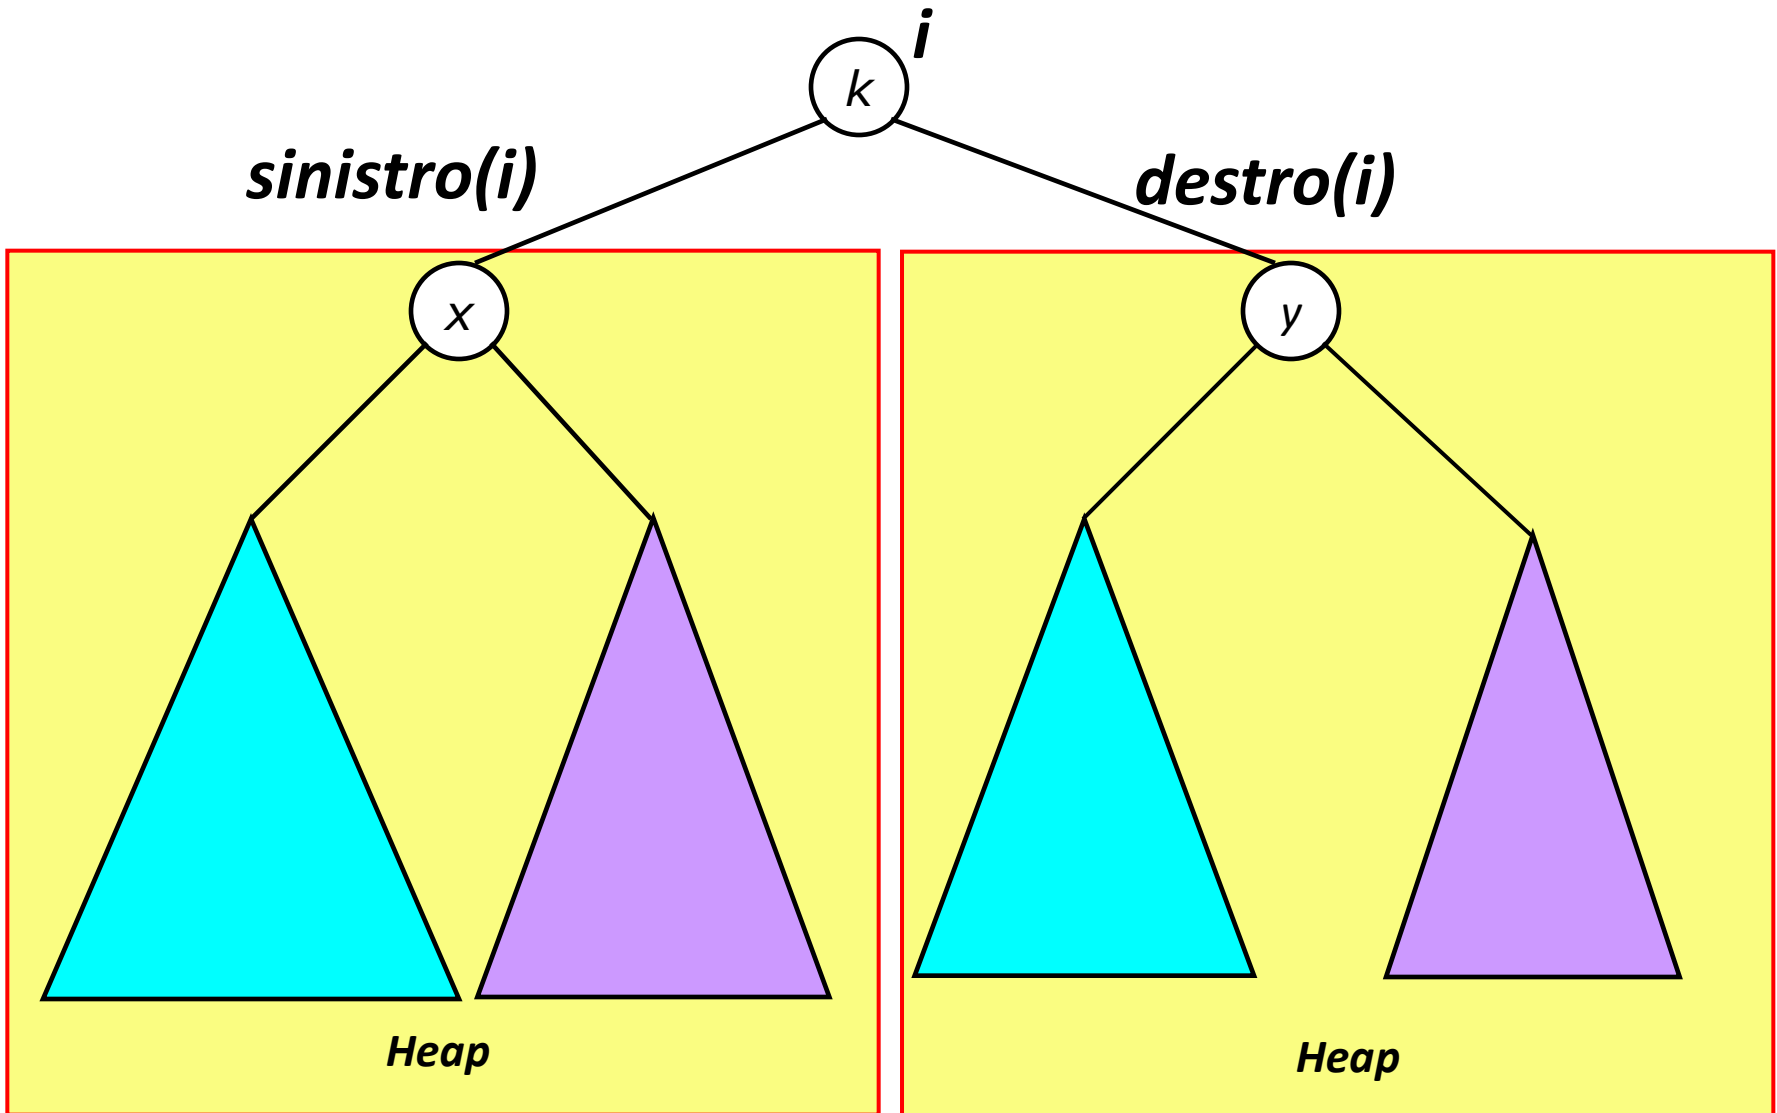 i
k
sinistro(i)
destro(i)
x
y
Heap
Heap